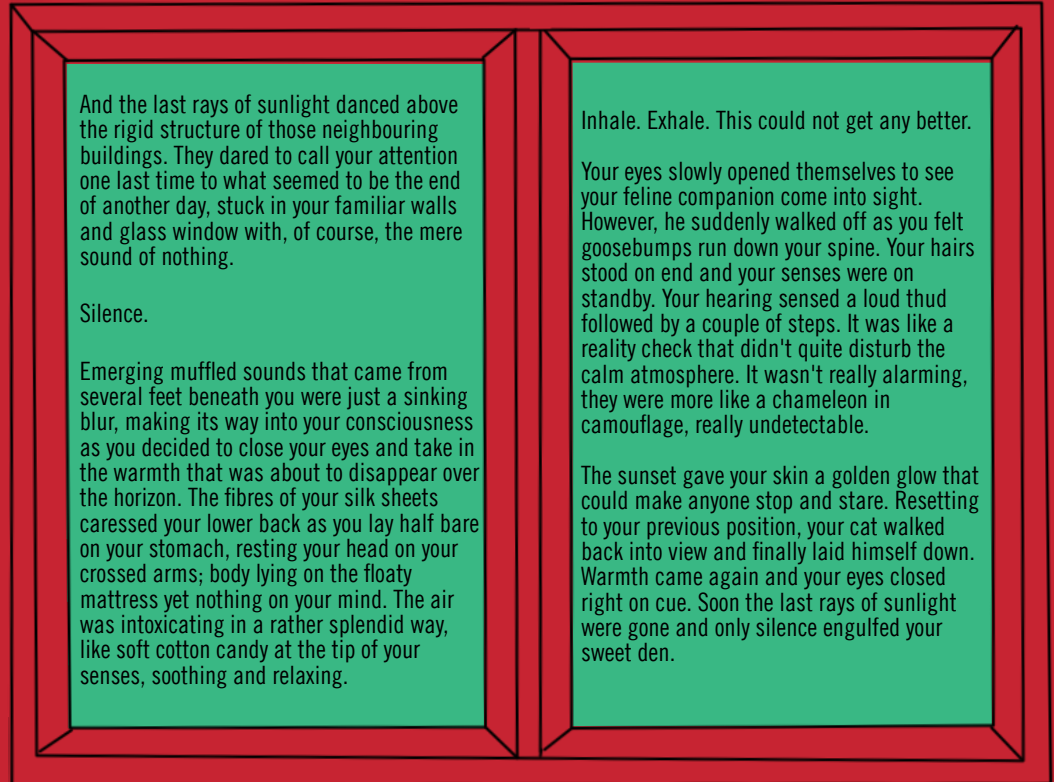 And the last rays of sunlight danced above
the rigid structure of those neighbouring
buildings. They dared to call your attention
one last time to what seemed to be the end
of another day, stuck in your familiar walls
and glass window with, of course, the mere
sound of nothing.
Silence.
Emerging muffled sounds that came from
several feet beneath you were just a sinking
blur, making its way into your consciousness
as you decided to close your eyes and take in
the warmth that was about to disappear over
the horizon. The fibres of your silk sheets
caressed your lower back as you lay half bare
on your stomach, resting your head on your
crossed arms; body lying on the floaty
mattress yet nothing on your mind. The air
was intoxicating in a rather splendid way,
like soft cotton candy at the tip of your
senses, soothing and relaxing.
Inhale. Exhale. This could not get any better.
Your eyes slowly opened themselves to see
your feline companion come into sight.
However, he suddenly walked off as you felt
goosebumps run down your spine. Your hairs
stood on end and your senses were on
standby. Your hearing sensed a loud thud
followed by a couple of steps. It was like a
reality check that didn't quite disturb the
calm atmosphere. It wasn't really alarming,
they were more like a chameleon in
camouflage, really undetectable.
The sunset gave your skin a golden glow that
could make anyone stop and stare. Resetting
to your previous position, your cat walked
back into view and finally laid himself down.
Warmth came again and your eyes closed
right on cue. Soon the last rays of sunlight
were gone and only silence engulfed your
sweet den.